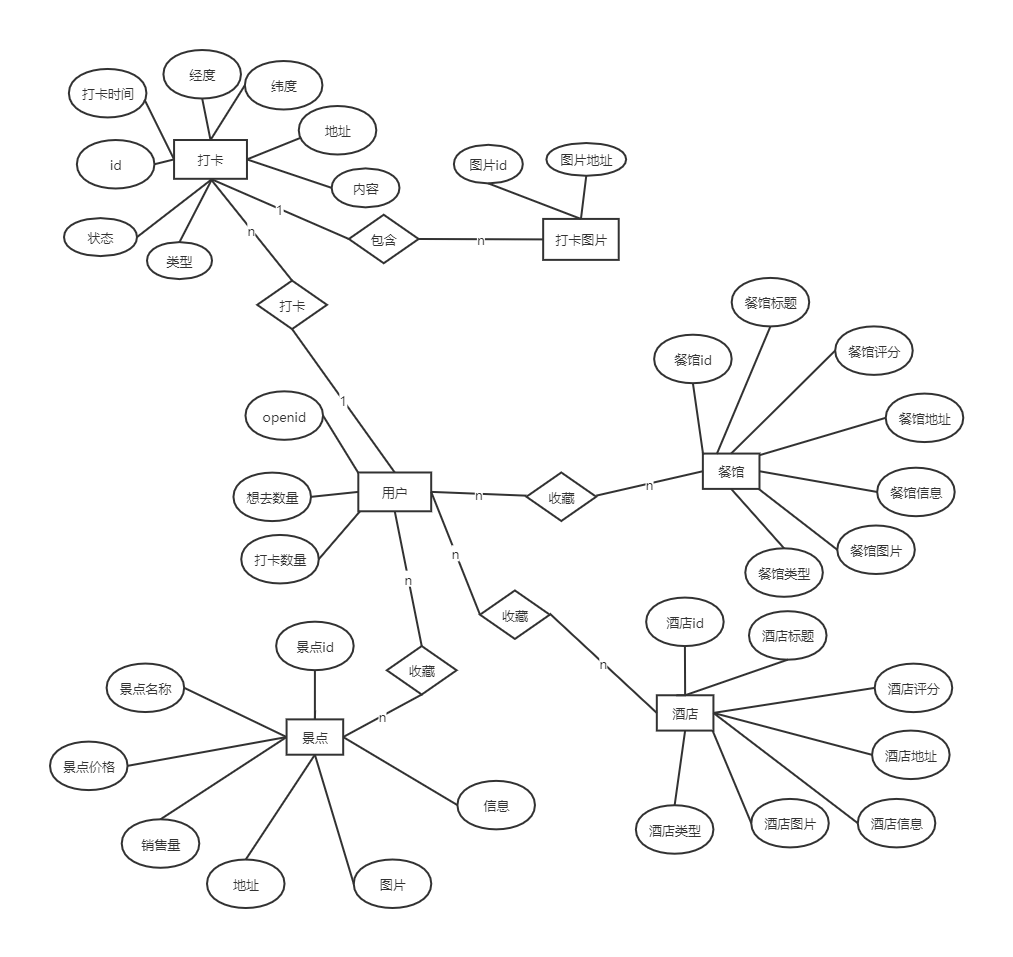 经度
纬度
打卡时间
地址
打卡
id
图片id
图片地址
内容
1
n
状态
类型
包含
n
打卡图片
打卡
餐馆标题
餐馆id
餐馆评分
1
openid
餐馆地址
用户
收藏
餐馆
n
n
想去数量
餐馆信息
打卡数量
n
餐馆图片
餐馆类型
n
收藏
酒店id
酒店标题
景点id
收藏
n
景点名称
酒店评分
n
景点
酒店
景点价格
酒店地址
信息
销售量
酒店类型
酒店图片
酒店信息
地址
图片